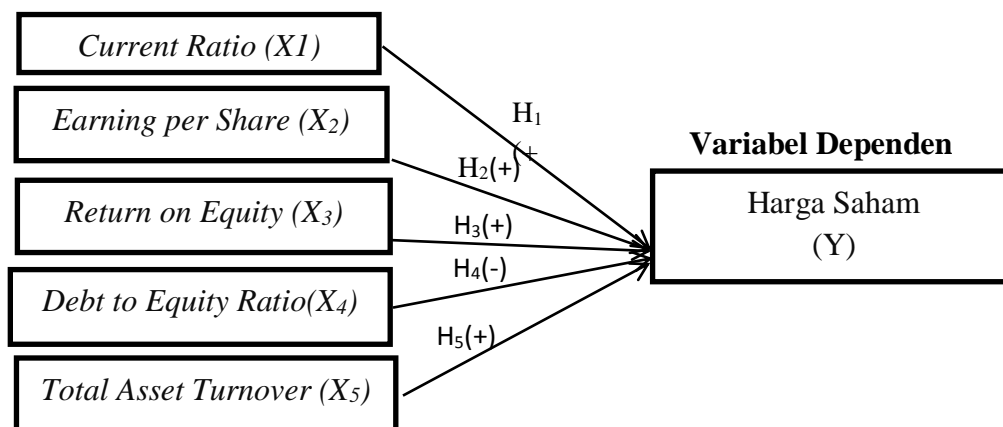 Current Ratio (X1)
Earning per Share (X₂)
Return on Equity (X₃)
Debt to Equity Ratio(X₄)
Total Asset Turnover (X₅)
H₁
(+
H₂(+)
H₃(+)
H₄(-)
H₅(+)
Variabel Dependen
Harga Saham
(Y)